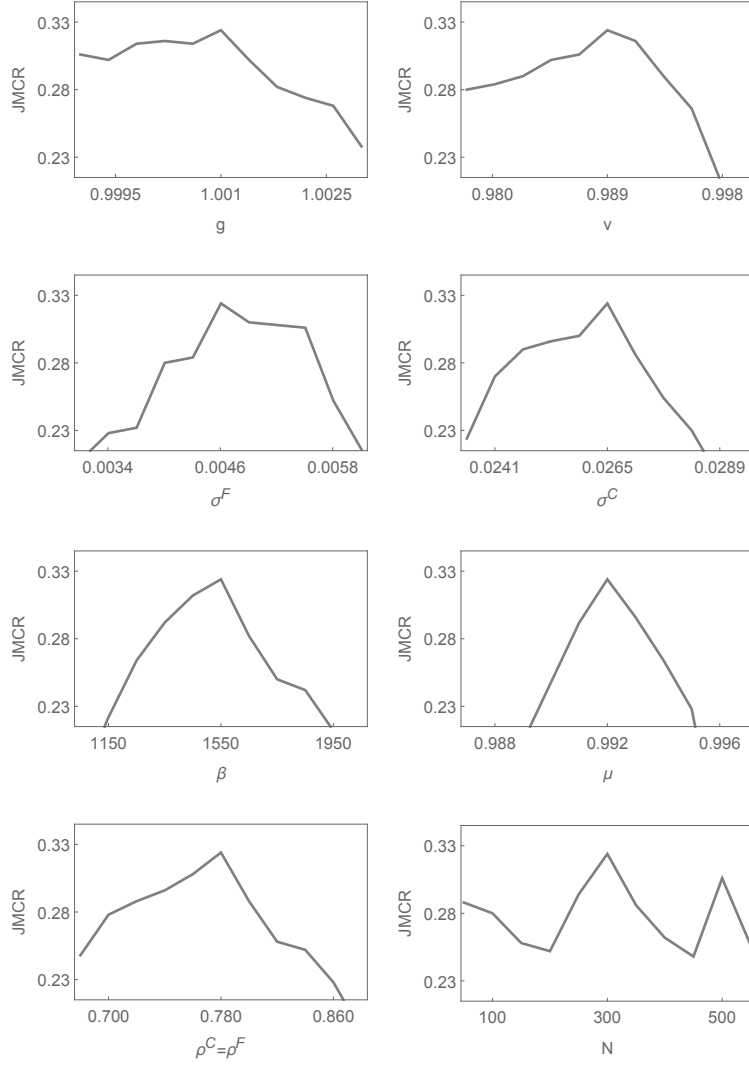 0.33
0.28
0.23
JMCR
0.9995 1.001 1.0025
g
0.33
0.28
0.23
JMCR
0.980 0.989 0.998
v
0.33
0.28
0.23
JMCR
0.0034 0.0046 0.0058
σ^F
0.33
0.28
0.23
JMCR
0.0241 0.0265 0.0289
σ^C
0.33
0.28
0.23
JMCR
1150 1550 1950
β
0.33
0.28
0.23
JMCR
0.988 0.992 0.996
μ
0.33
0.28
0.23
JMCR
0.700 0.780 0.860
ρ^C=ρ^F
0.33
0.28
0.23
JMCR
100 300 500
N